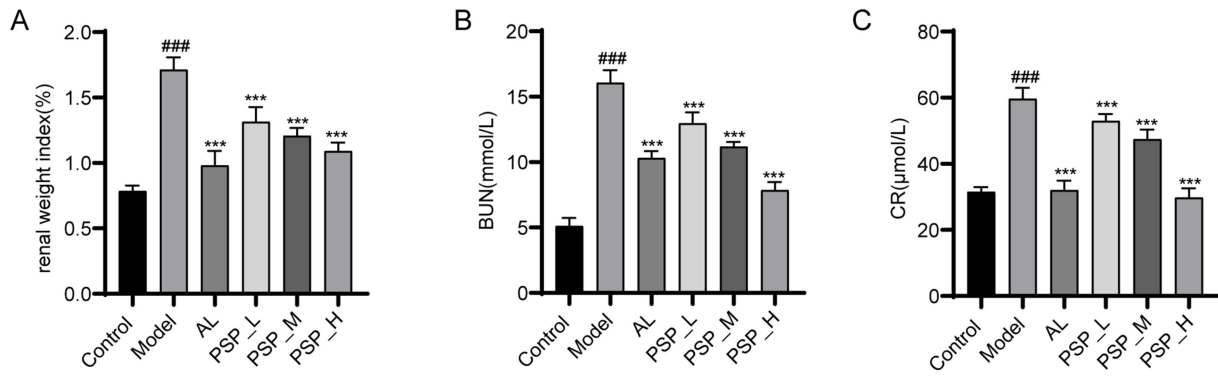 A
renal weight index(%)
2.0
1.5
1.0
0.5
0.0
###
***
***
***
***
Control
Model
AL
PSP_L
PSP_M
PSP_H
B
BUN(mmol/L)
20
15
10
5
0
###
***
***
***
***
Control
Model
AL
PSP_L
PSP_M
PSP_H
C
CR(μmol/L)
80
60
40
20
0
###
***
***
***
***
Control
Model
AL
PSP_L
PSP_M
PSP_H